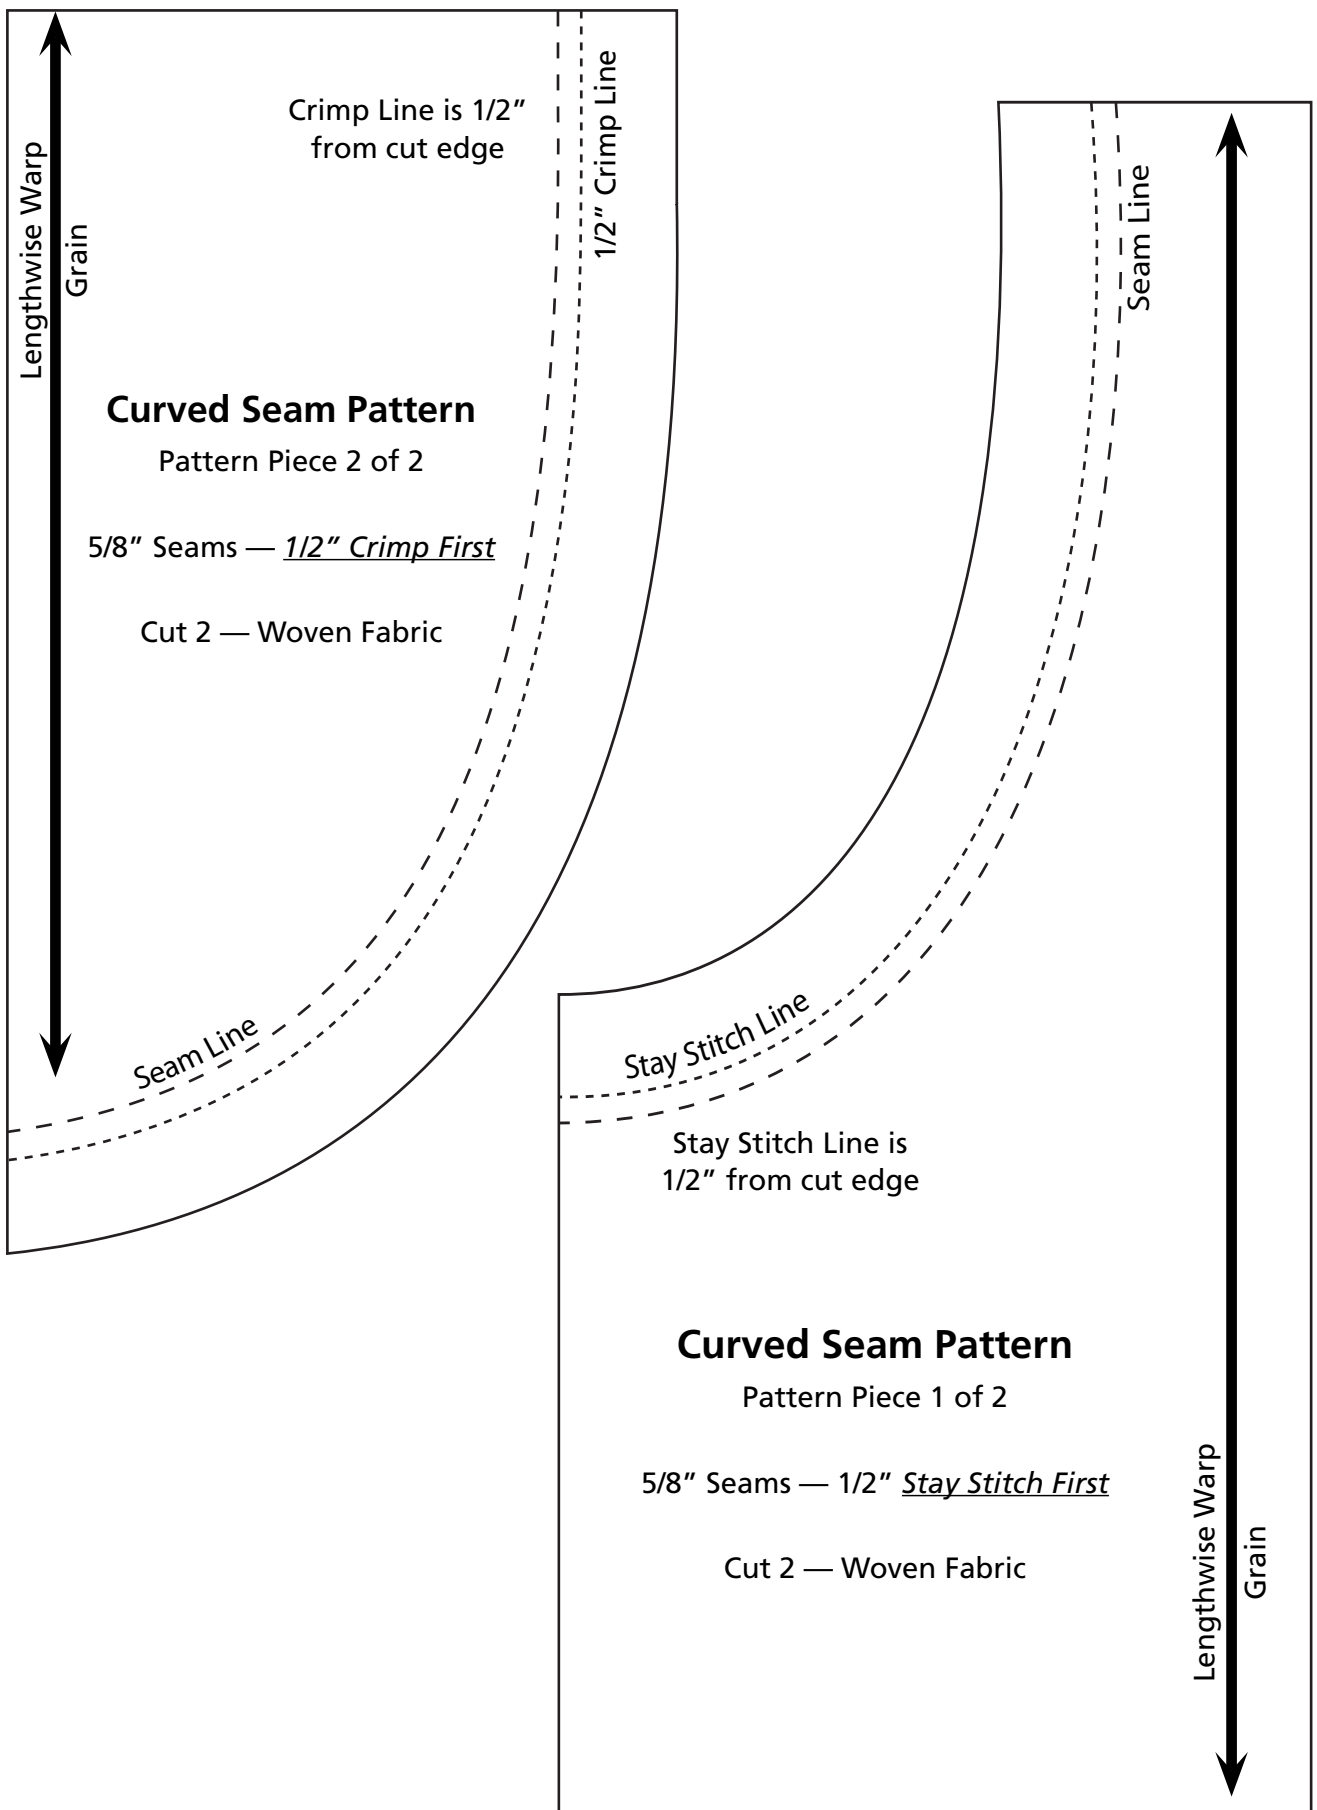 Lengthwise Warp
Grain
Crimp Line is 1/2”
from cut edge
1/2” Crimp Line
Curved Seam Pattern
Pattern Piece 2 of 2
5/8” Seams — 1/2” Crimp First
Cut 2 — Woven Fabric
Seam Line
Seam Line
Stay Stitch Line
Stay Stitch Line is
1/2” from cut edge
Curved Seam Pattern
Pattern Piece 1 of 2
5/8” Seams — 1/2” Stay Stitch First
Cut 2 — Woven Fabric
Lengthwise Warp
Grain